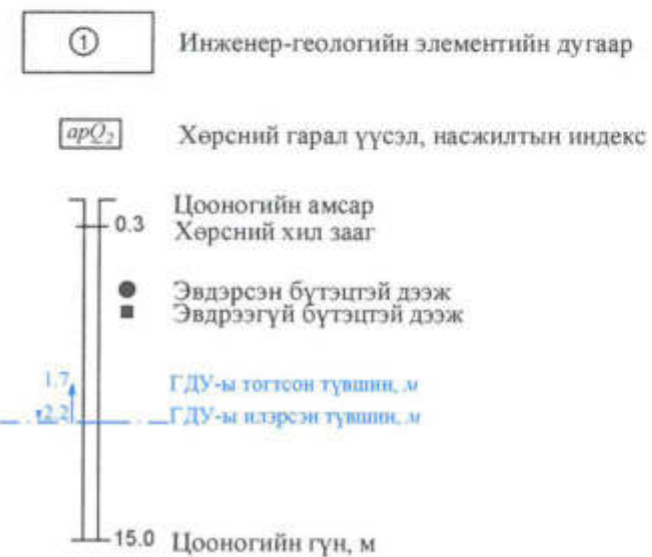 ① Инженер-геологийн элементийн дугаар
apQ₂ Хөрсний гарал үүсэл, насжилтын индекс
Цооногийн амсар
0.3 Хөрсний хил зааг
Эвдэрсэн бүтэцтэй дээж
Эвдрээгүй бүтэцтэй дээж
1.7 ГДУ-ы тогтсон түвшин, м
2.2 ГДУ-ы илэрсэн түвшин, м
15.0 Цооногийн гүн, м